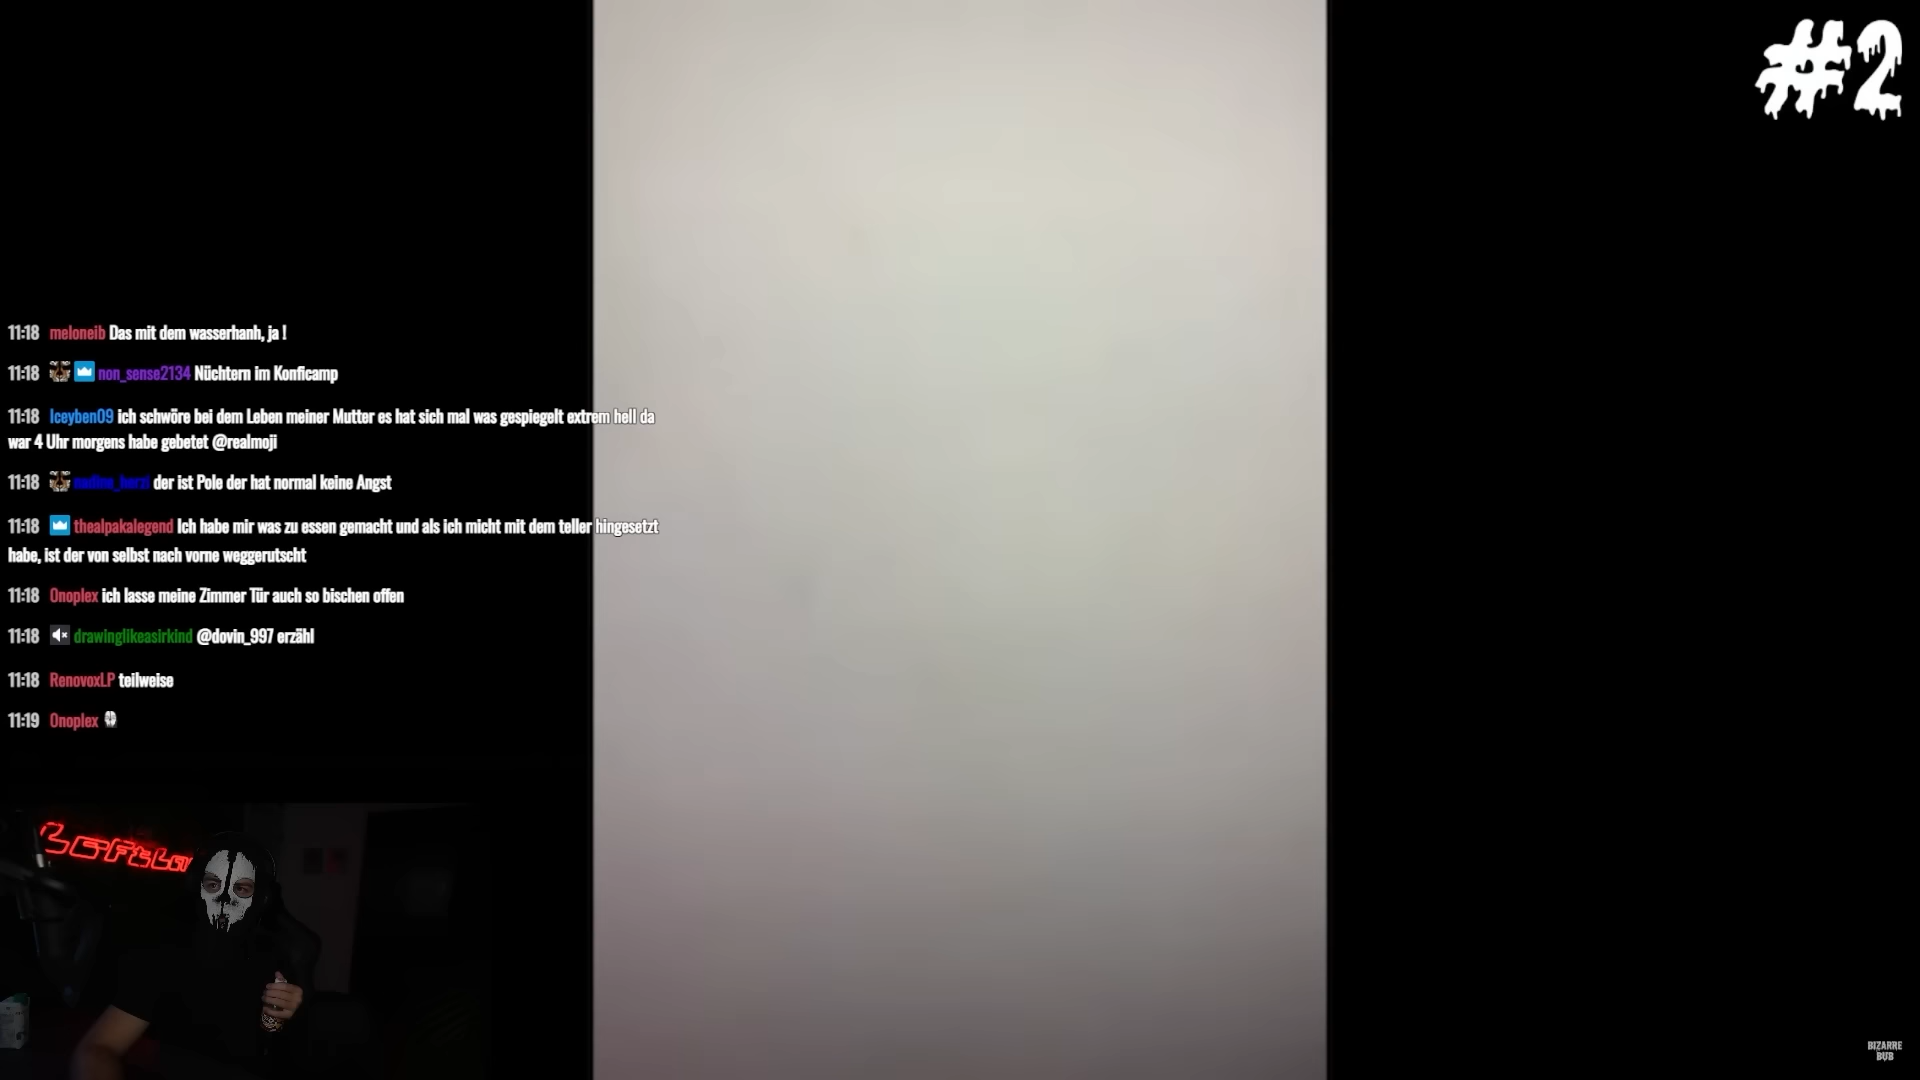 #2
11:18 meloneib Das mit dem wasserhanh, ja !
11:18 non_sense2134 Nüchtern im Konficamp
11:18 Iceyben09 ich schwöre bei dem Leben meiner Mutter es hat sich mal was gespiegelt extrem hell da
war 4 Uhr morgens habe gebetet @realmoji
11:18 nadine_herzi der ist Pole der hat normal keine Angst
11:18 thealpakalegend Ich habe mir was zu essen gemacht und als ich micht mit dem teller hingesetzt
habe, ist der von selbst nach vorne weggerutscht
11:18 Onoplex ich lasse meine Zimmer Tür auch so bischen offen
11:18 drawinglikeasirkind @dovin_997 erzähl
11:18 RenovoxLP teilweise
11:19 Onoplex
BIZARRE
BUB